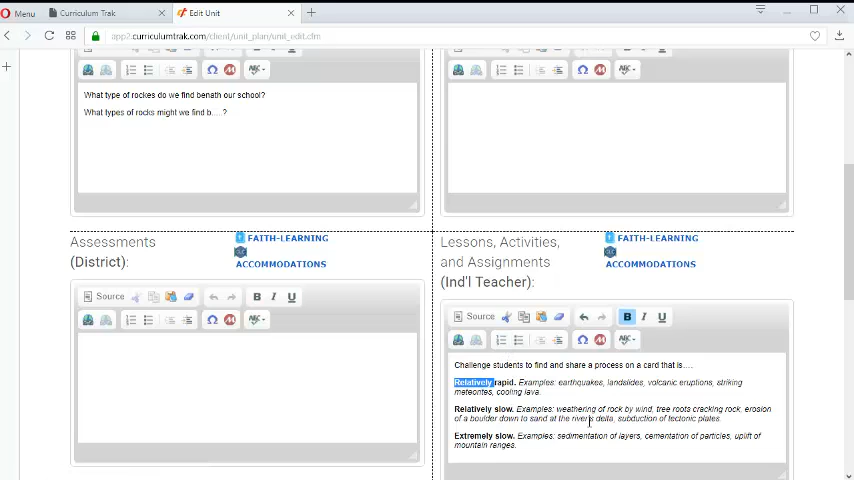 Menu
Curriculum Trak
Edit Unit
app2.curriculumtrak.com/client/unit_plan/unit_edit.cfm
What type of rockes do we find benath our school?
What types of rocks might we find b.....?
Assessments
(District):
FAITH-LEARNING
ACCOMMODATIONS
Source
B I U
ABC
Lessons, Activities,
and Assignments
(Ind'l Teacher):
FAITH-LEARNING
ACCOMMODATIONS
Source
B I U
ABC
Challenge students to find and share a process on a card that is....
Relatively rapid. Examples: earthquakes, landslides, volcanic eruptions, striking
meteorites, cooling lava.
Relatively slow. Examples: weathering of rock by wind, tree roots cracking rock, erosion
of a boulder down to sand at the river's delta, subduction of tectonic plates.
Extremely slow. Examples: sedimentation of layers, cementation of particles, uplift of
mountain ranges.